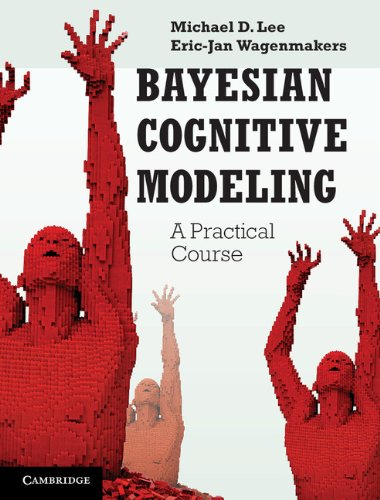 Michael D. Lee
Eric-Jan Wagenmakers
BAYESIAN
COGNITIVE
MODELING
A Practical
Course
CAMBRIDGE